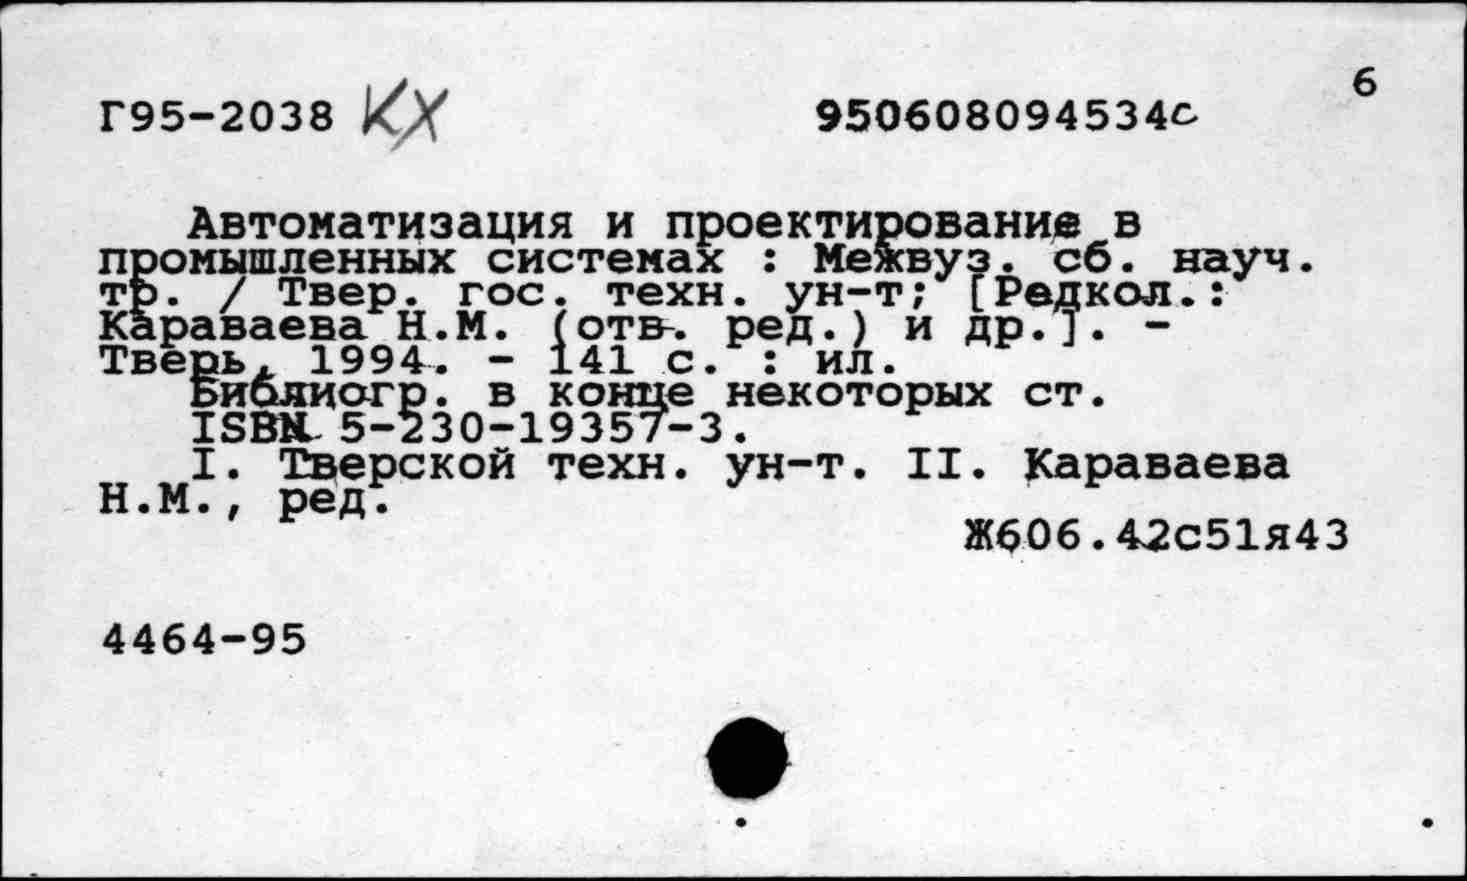 6
Г95-2038 КХ 950608094534с
Автоматизация и проектирование в
промышленных системах : Межвуз. сб. науч.
тр. / Твер. гос. техн. ун-т; [Редкол.:
Караваева Н.М. (отв. ред.) и др.]. -
Тверь, 1994. - 141 с. : ил.
Библиогр. в конце некоторых ст.
ISBN 5-230-19357-3.
I. Тверской техн. ун-т. II. Караваева
Н.М., ред.
Ж606.42с51я43
4464-95